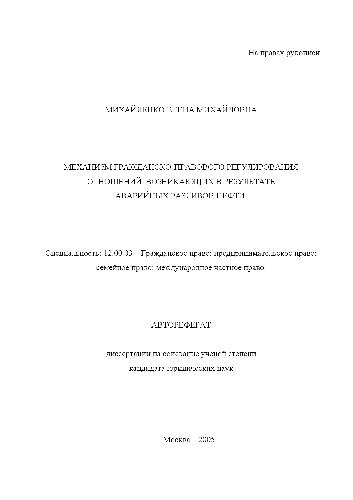 На правах рукописи
МИХАЙЛЕНКО ЕЛЕНА МИХАЙЛОВНА
МЕХАНИЗМ ГРАЖДАНСКО-ПРАВОВОГО РЕГУЛИРОВАНИЯ
ОТНОШЕНИЙ, ВОЗНИКАЮЩИХ В РЕЗУЛЬТАТЕ
АВАРИЙНЫХ РАЗЛИВОВ НЕФТИ
Специальность: 12.00.03 – Гражданское право; предпринимательское право;
семейное право; международное частное право
АВТОРЕФЕРАТ
диссертации на соискание ученой степени
кандидата юридических наук
Москва – 2005